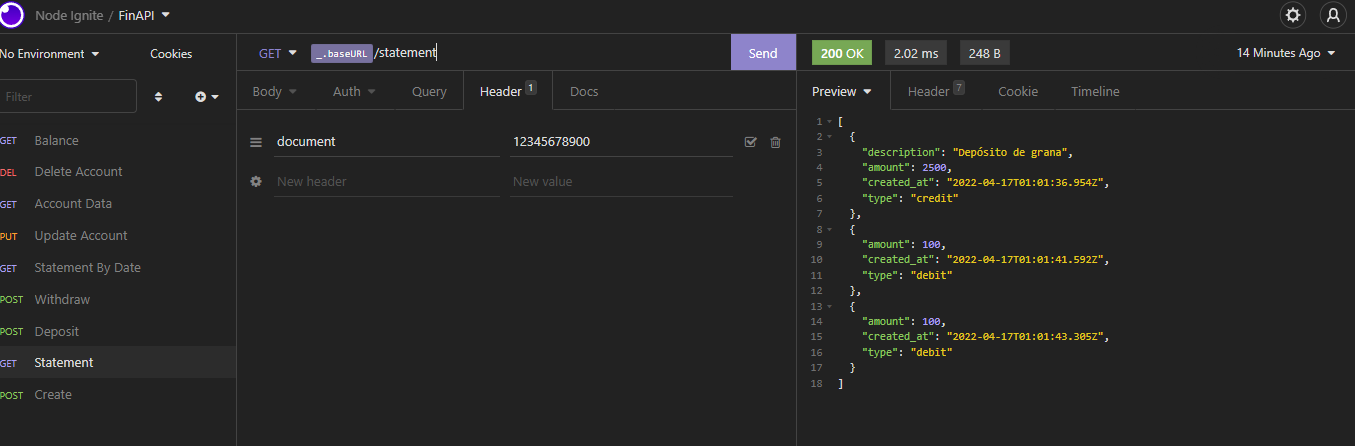 Node Ignite / FinAPI
No Environment
Cookies
Filter
GET Balance
DEL Delete Account
GET Account Data
PUT Update Account
GET Statement By Date
POST Withdraw
POST Deposit
GET Statement
POST Create
GET _.baseURL/statement Send
Body Auth Query Header 1 Docs
document 12345678900
New header New value
200 OK 2.02 ms 248 B 14 Minutes Ago
Preview Header 7 Cookie Timeline
1 [
2 {
3 "description": "Depósito de grana",
4 "amount": 2500,
5 "created_at": "2022-04-17T01:01:36.954Z",
6 "type": "credit"
7 },
8 {
9 "amount": 100,
10 "created_at": "2022-04-17T01:01:41.592Z",
11 "type": "debit"
12 },
13 {
14 "amount": 100,
15 "created_at": "2022-04-17T01:01:43.305Z",
16 "type": "debit"
17 }
18 ]